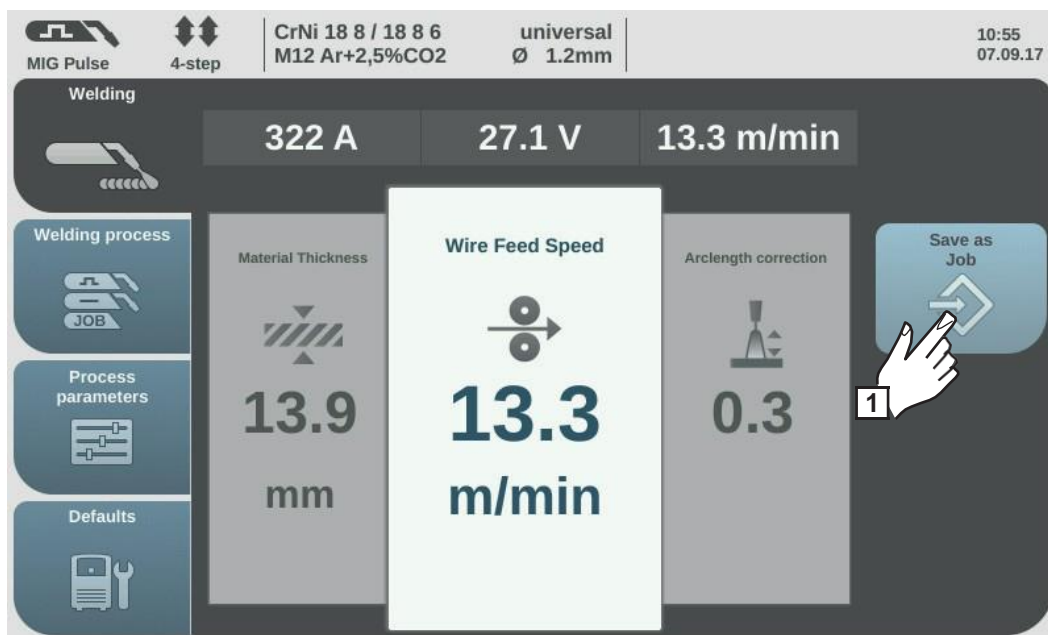 MIG Pulse
4-step
CrNi 18 8 / 18 8 6 universal
M12 Ar+2,5%CO2 Ø 1.2mm
10:55
07.09.17
Welding
322 A
27.1 V
13.3 m/min
Welding process
JOB
Process
parameters
Defaults
Material Thickness
13.9
mm
Wire Feed Speed
13.3
m/min
Arclength correction
0.3
Save as
Job
1